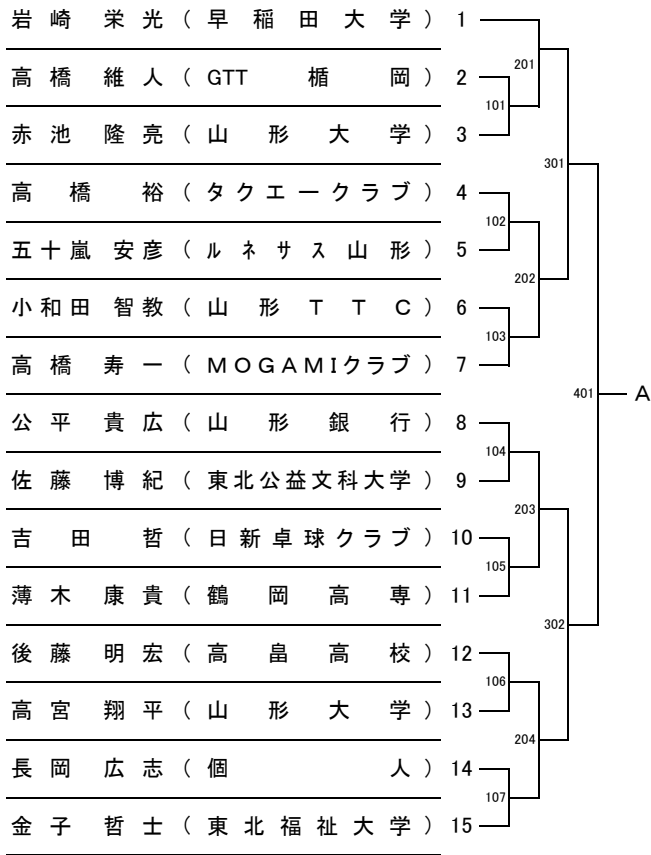 岩崎 栄光 ( 早稲田大学 ) 1
201
高橋 維人 ( GTT 楯岡 ) 2
101
赤池 隆亮 ( 山形大学 ) 3
301
高橋 裕 ( タクエークラブ ) 4
102
五十嵐 安彦 ( ルネサス山形 ) 5
202
小和田 智教 ( 山形TTC ) 6
103
高橋 寿一 ( MOGAMIクラブ ) 7
401 A
公平 貴広 ( 山形銀行 ) 8
104
佐藤 博紀 ( 東北公益文科大学 ) 9
203
吉田 哲 ( 日新卓球クラブ ) 10
105
薄木 康貴 ( 鶴岡高専 ) 11
302
後藤 明宏 ( 高畠高校 ) 12
106
高宮 翔平 ( 山形大学 ) 13
204
長岡 広志 ( 個人 ) 14
107
金子 哲士 ( 東北福祉大学 ) 15